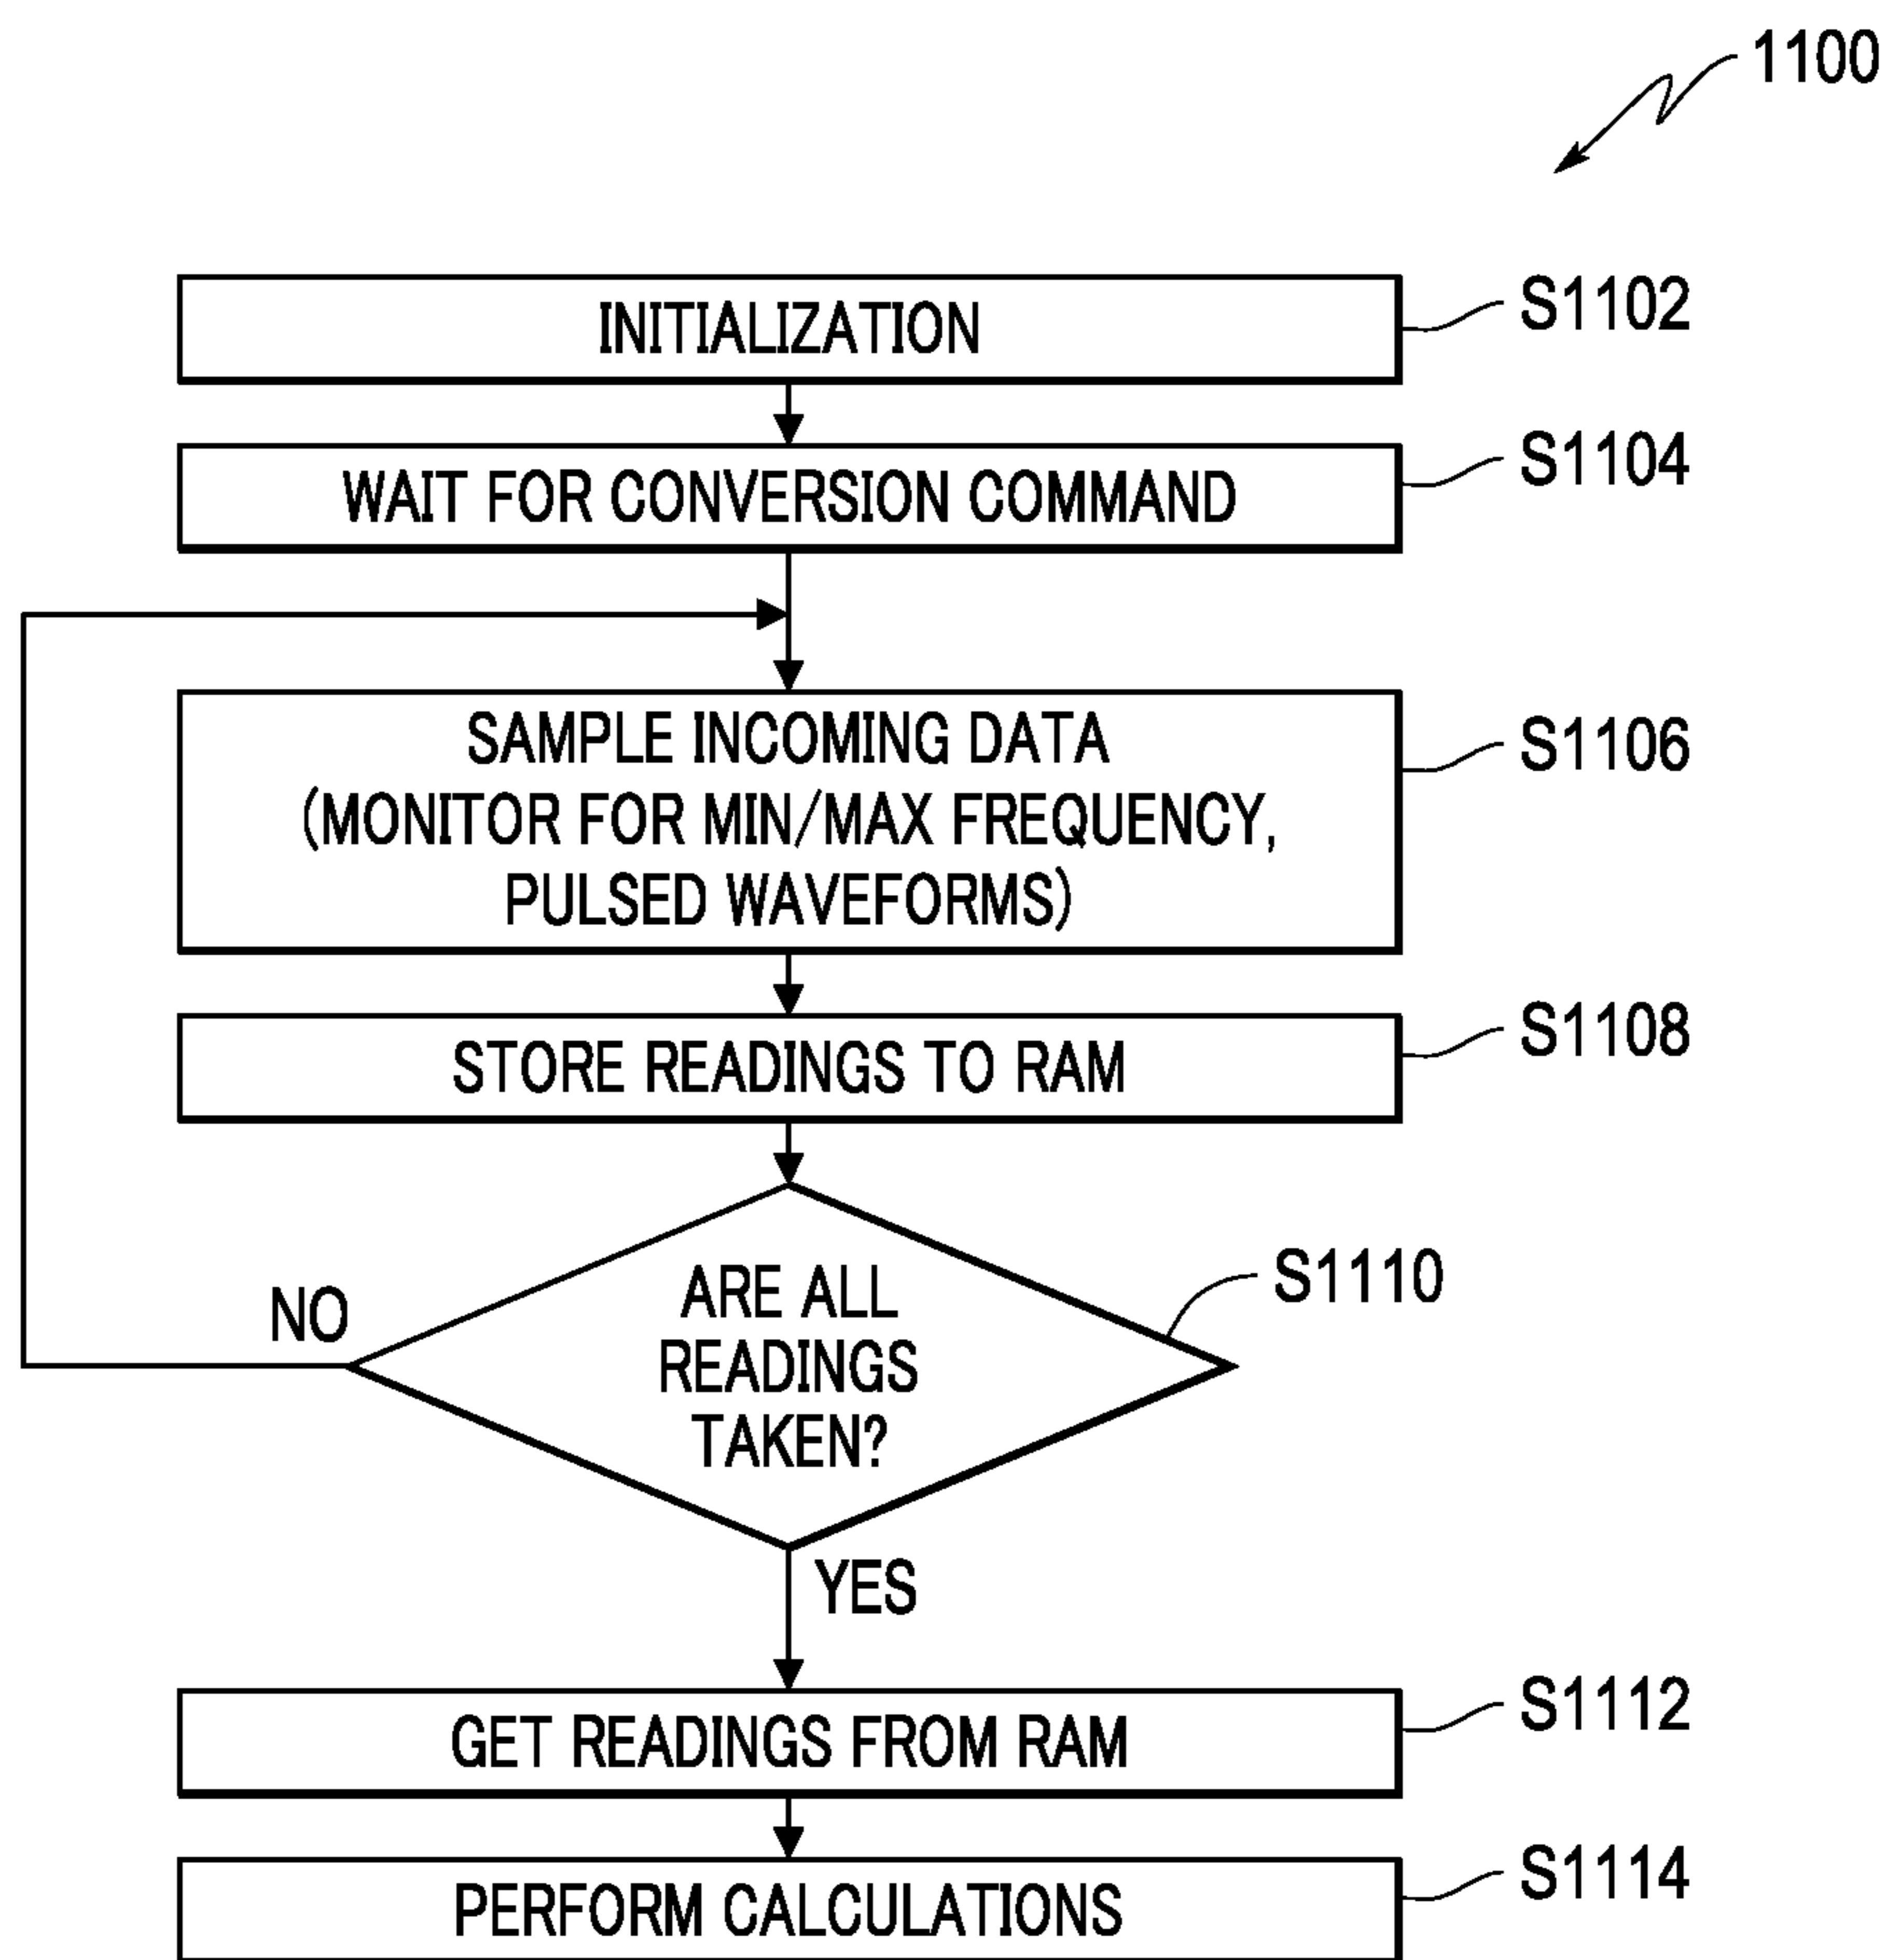 1100
INITIALIZATION
S1102
WAIT FOR CONVERSION COMMAND
S1104
SAMPLE INCOMING DATA
(MONITOR FOR MIN/MAX FREQUENCY,
PULSED WAVEFORMS)
S1106
STORE READINGS TO RAM
S1108
ARE ALL
READINGS
TAKEN?
S1110
NO
YES
GET READINGS FROM RAM
S1112
PERFORM CALCULATIONS
S1114